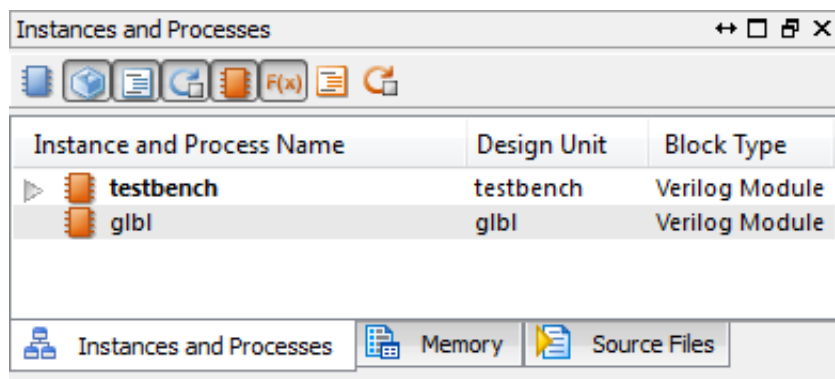 Instances and Processes
F(x)
Instance and Process Name Design Unit Block Type
testbench testbench Verilog Module
glbl glbl Verilog Module
Instances and Processes Memory Source Files